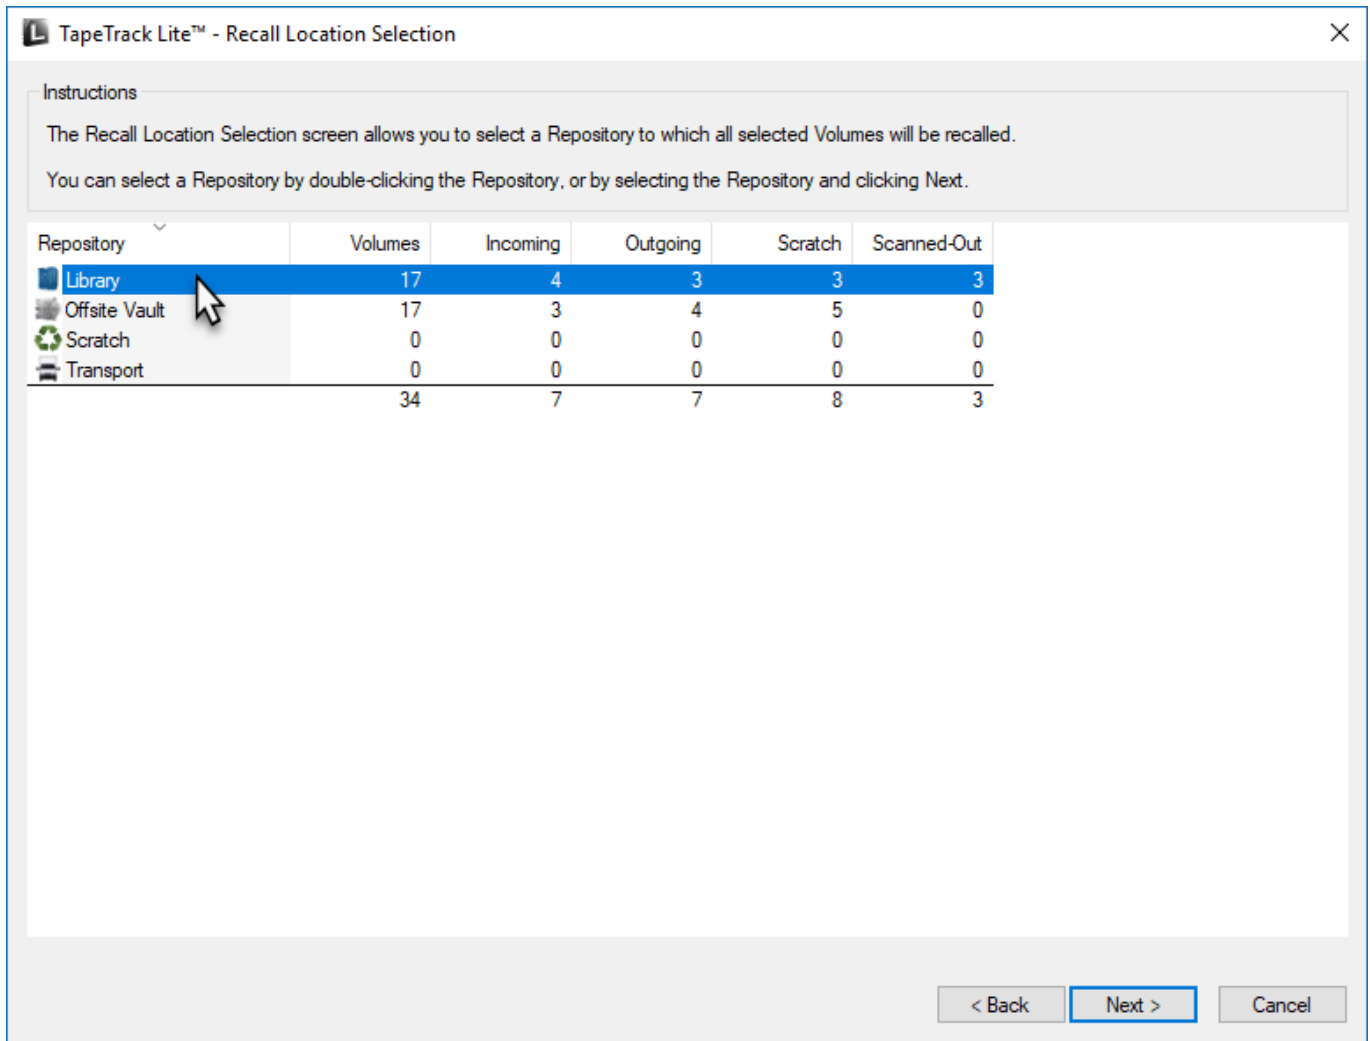 TapeTrack Lite™ - Recall Location Selection
Instructions
The Recall Location Selection screen allows you to select a Repository to which all selected Volumes will be recalled.
You can select a Repository by double-clicking the Repository, or by selecting the Repository and clicking Next.
Repository Volumes Incoming Outgoing Scratch Scanned-Out
Library 17 4 3 3 3
Offsite Vault 17 3 4 5 0
Scratch 0 0 0 0 0
Transport 0 0 0 0 0
34 7 7 8 3
< Back Next > Cancel